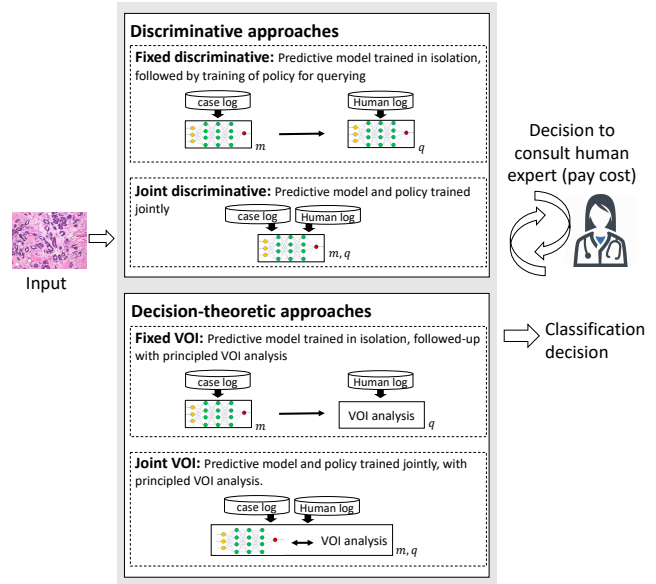 Discriminative approaches
Fixed discriminative: Predictive model trained in isolation,
followed by training of policy for querying
case log
Human log
m
q
Joint discriminative: Predictive model and policy trained
jointly
case log
Human log
m, q
Input
Decision to
consult human
expert (pay cost)
Decision-theoretic approaches
Fixed VOI: Predictive model trained in isolation, followed-up
with principled VOI analysis
case log
Human log
m
VOI analysis
q
Joint VOI: Predictive model and policy trained jointly, with
principled VOI analysis.
case log
Human log
VOI analysis
m, q
Classification
decision